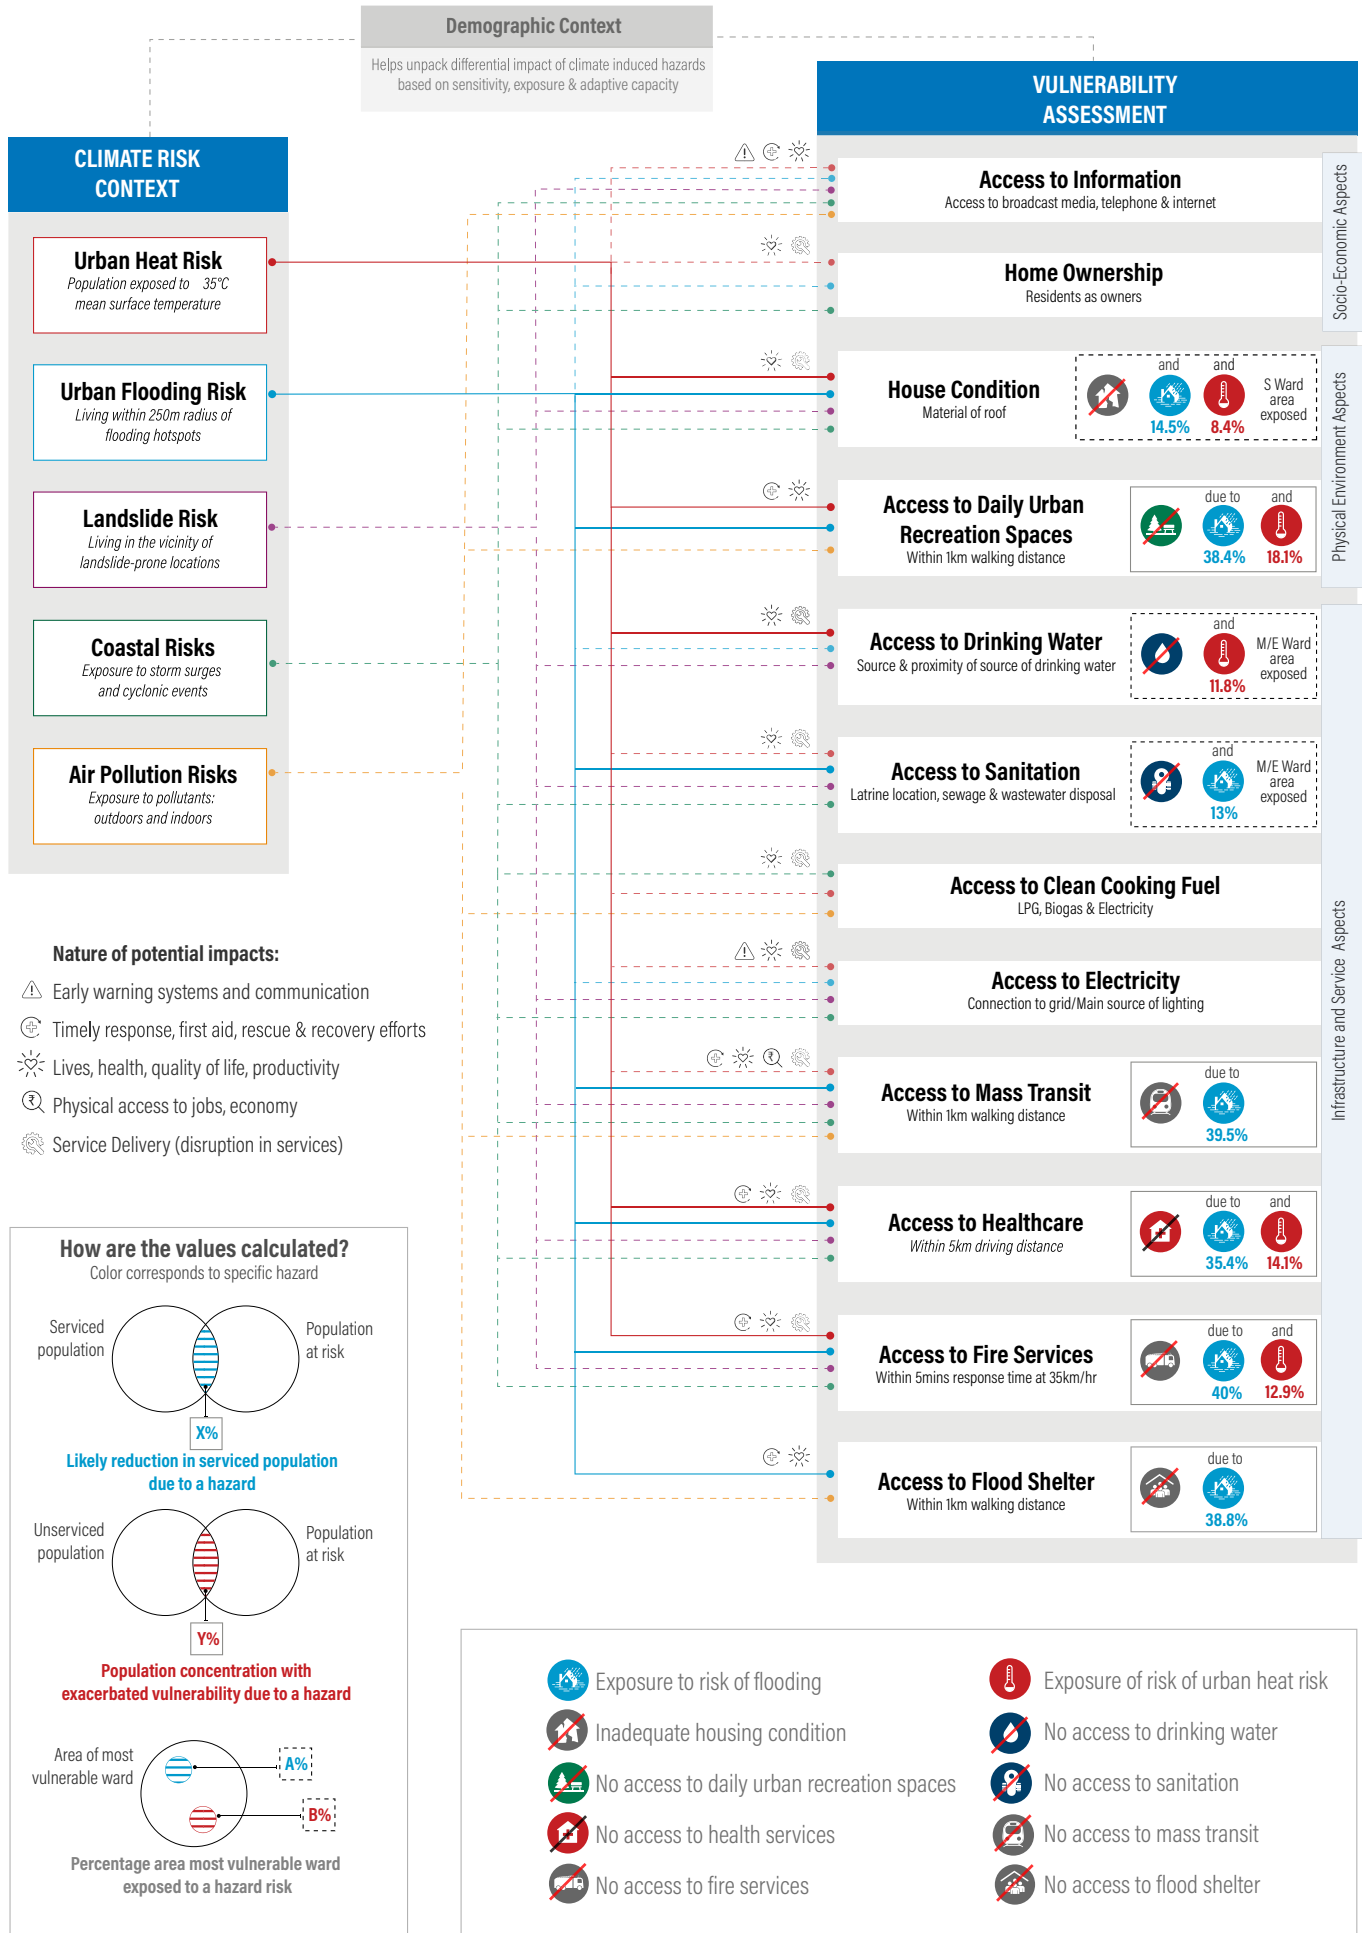 Demographic Context
Helps unpack differential impact of climate induced hazards
based on sensitivity, exposure & adaptive capacity
CLIMATE RISK
CONTEXT
Urban Heat Risk
Population exposed to 35°C
mean surface temperature
Urban Flooding Risk
Living within 250m radius of
flooding hotspots
Landslide Risk
Living in the vicinity of
landslide-prone locations
Coastal Risks
Exposure to storm surges
and cyclonic events
Air Pollution Risks
Exposure to pollutants:
outdoors and indoors
VULNERABILITY
ASSESSMENT
Access to Information
Access to broadcast media, telephone & internet
Home Ownership
Residents as owners
Socio-Economic Aspects
House Condition
Material of roof
and
and
14.5%
8.4%
S Ward
area
exposed
Access to Daily Urban
Recreation Spaces
Within 1km walking distance
due to
and
38.4%
18.1%
Physical Environment Aspects
Access to Drinking Water
Source & proximity of source of drinking water
and
11.8%
M/E Ward
area
exposed
Access to Sanitation
Latrine location, sewage & wastewater disposal
and
13%
M/E Ward
area
exposed
Access to Clean Cooking Fuel
LPG, Biogas & Electricity
Access to Electricity
Connection to grid/Main source of lighting
Access to Mass Transit
Within 1km walking distance
due to
39.5%
Access to Healthcare
Within 5km driving distance
due to
and
35.4%
14.1%
Access to Fire Services
Within 5mins response time at 35km/hr
due to
and
40%
12.9%
Access to Flood Shelter
Within 1km walking distance
due to
38.8%
Infrastructure and Service Aspects
Nature of potential impacts:
Early warning systems and communication
Timely response, first aid, rescue & recovery efforts
Lives, health, quality of life, productivity
Physical access to jobs, economy
Service Delivery (disruption in services)
How are the values calculated?
Color corresponds to specific hazard
Serviced
population
Population
at risk
X%
Likely reduction in serviced population
due to a hazard
Unserviced
population
Population
at risk
Y%
Population concentration with
exacerbated vulnerability due to a hazard
Area of most
vulnerable ward
A%
B%
Percentage area most vulnerable ward
exposed to a hazard risk
Exposure to risk of flooding
Inadequate housing condition
No access to daily urban recreation spaces
No access to health services
No access to fire services
Exposure of risk of urban heat risk
No access to drinking water
No access to sanitation
No access to mass transit
No access to flood shelter